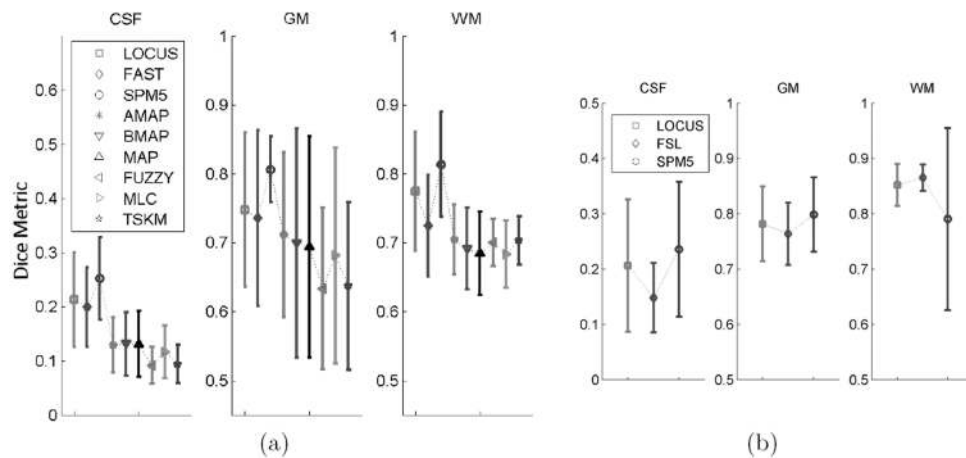 CSF
GM
WM
Dice Metric
0.6
0.5
0.4
0.3
0.2
0.1
0
LOCUS
FAST
SPM5
AMAP
BMAP
MAP
FUZZY
MLC
TSKM
1
0.9
0.8
0.7
0.6
0.5
1
0.9
0.8
0.7
0.6
0.5
(a)
CSF
GM
WM
0.5
0.4
0.3
0.2
0.1
0
LOCUS
FSL
SPM5
1
0.9
0.8
0.7
0.6
0.5
1
0.9
0.8
0.7
0.6
0.5
(b)